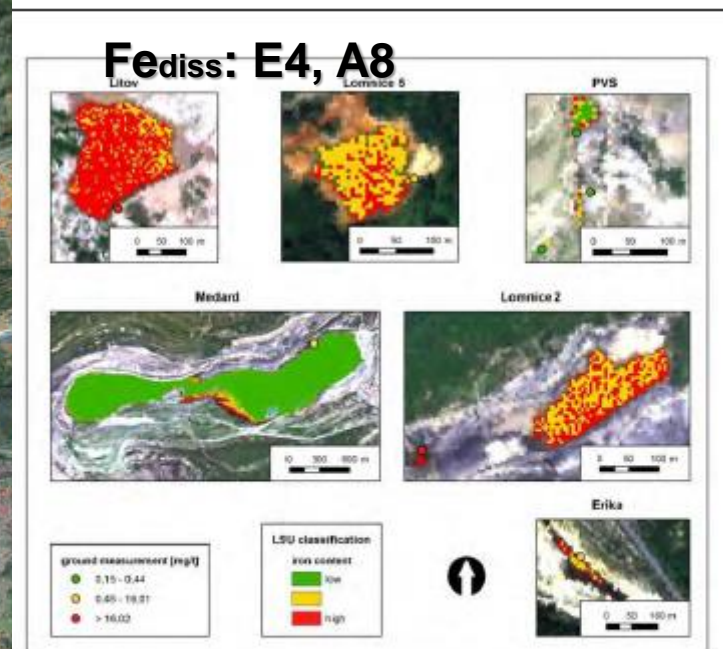 Fediss: E4, A8
Litov
Lomnice 5
PVS
0 50 100 m
0 50 100 m
0 50 100 m
Medard
Lomnice 2
0 300 600 m
0 50 100 m
Erika
ground measurement [mg/l]
0,15 - 0,44
0,45 - 16,01
> 16,02
LSU classification
iron content
low
high
0 50 100 m